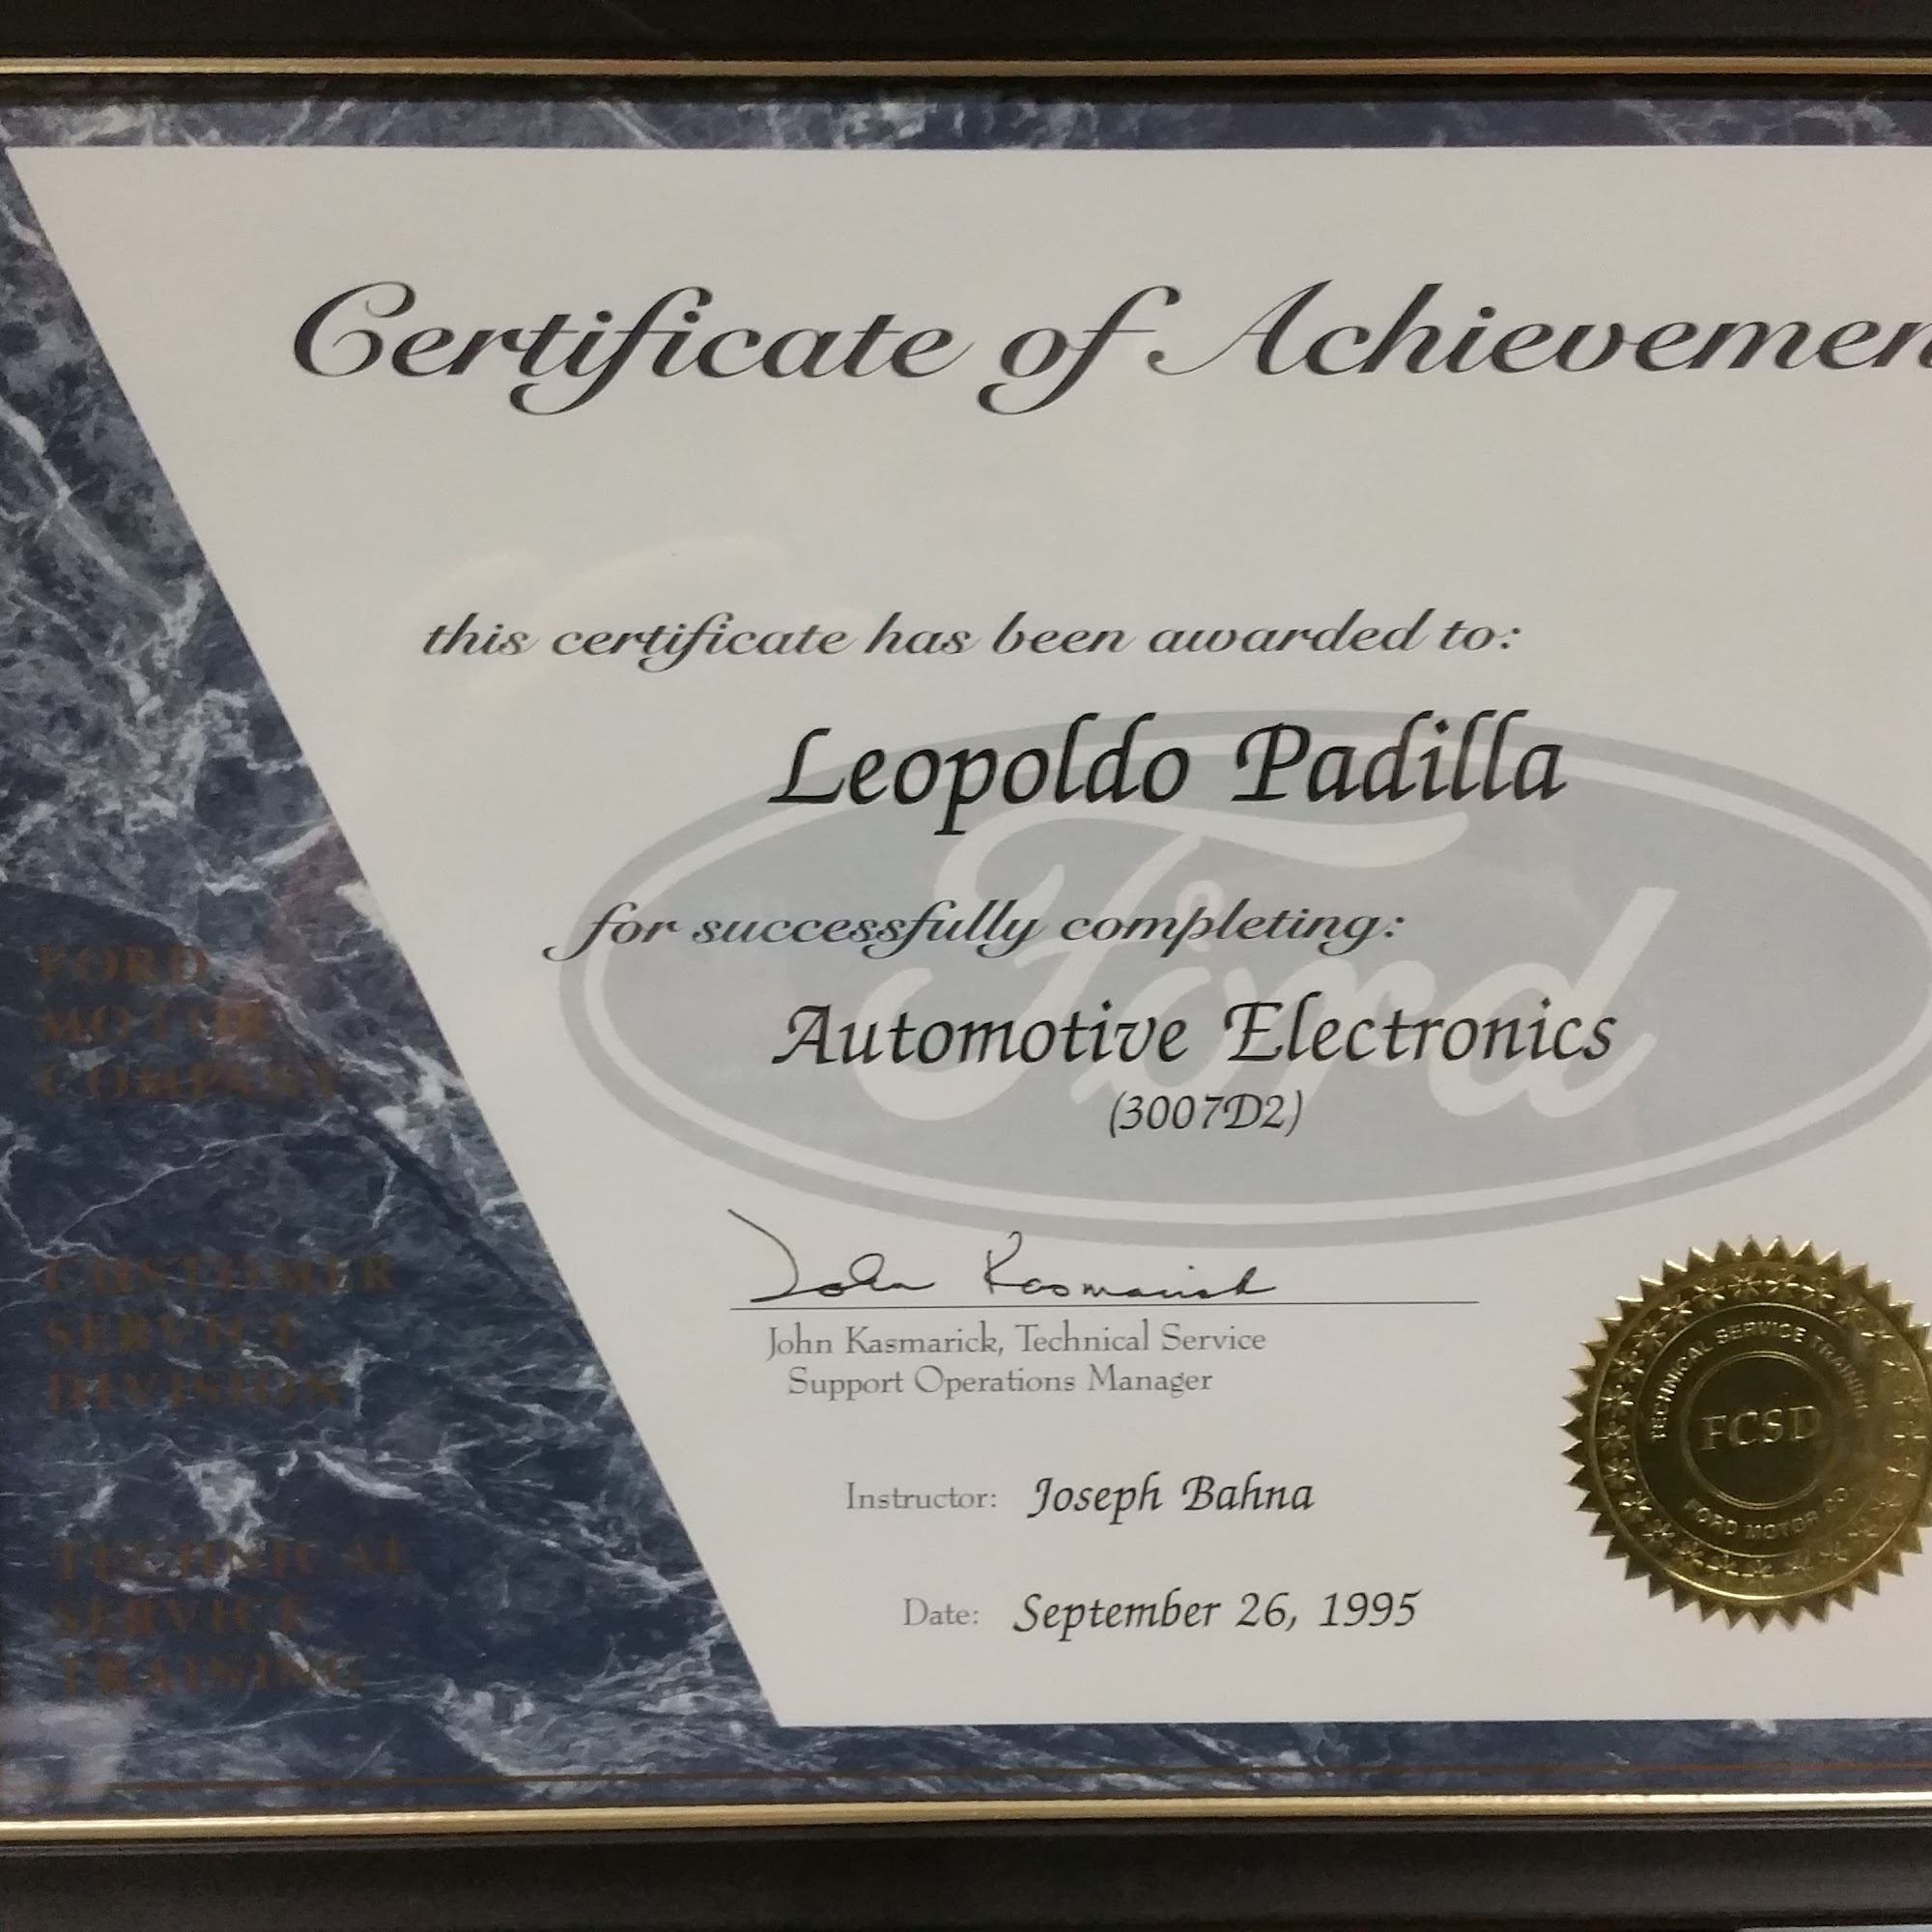 Certificate of Achievemen
this certificate has been awarded to:
Leopoldo Padilla
for successfully completing:
Ford
Automotive Electronics
(3007D2)
John Kasmarick
John Kasmarick, Technical Service
Support Operations Manager
Instructor: Joseph Bahna
Date: September 26, 1995
FORD
MOTOR
COMPANY
CUSTOMER
SERVICE
DIVISION
TECHNICAL
SERVICE
TRAINING
TECHNICAL SERVICE TRAINING
FCSD
FORD MOTOR CO